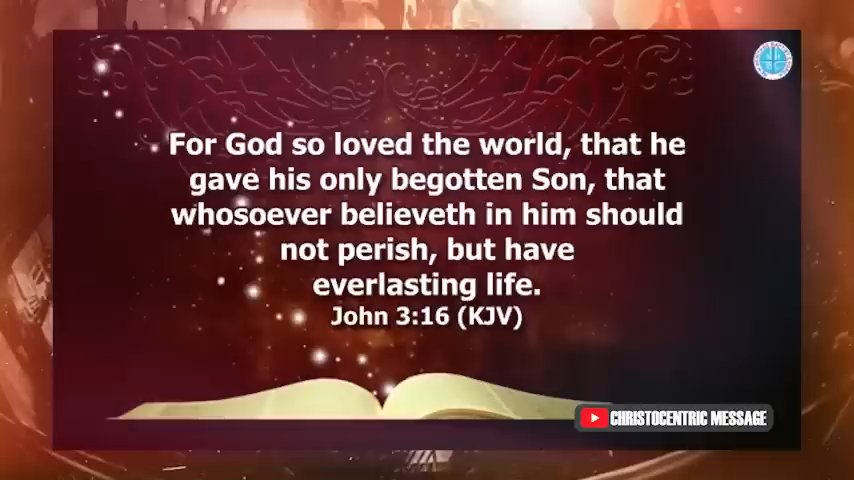 For God so loved the world, that he
gave his only begotten Son, that
whosoever believeth in him should
not perish, but have
everlasting life.
John 3:16 (KJV)
CHRISTOCENTRIC MESSAGE